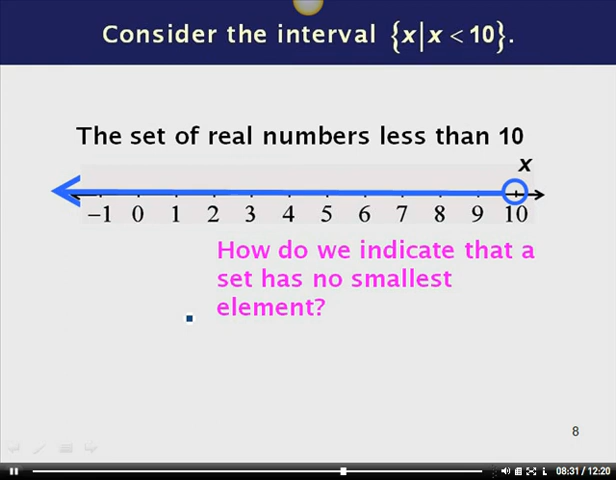 Consider the interval {x|x < 10}.
The set of real numbers less than 10
x
−1 0 1 2 3 4 5 6 7 8 9 10
How do we indicate that a
set has no smallest
element?
8
08:31 / 12:20